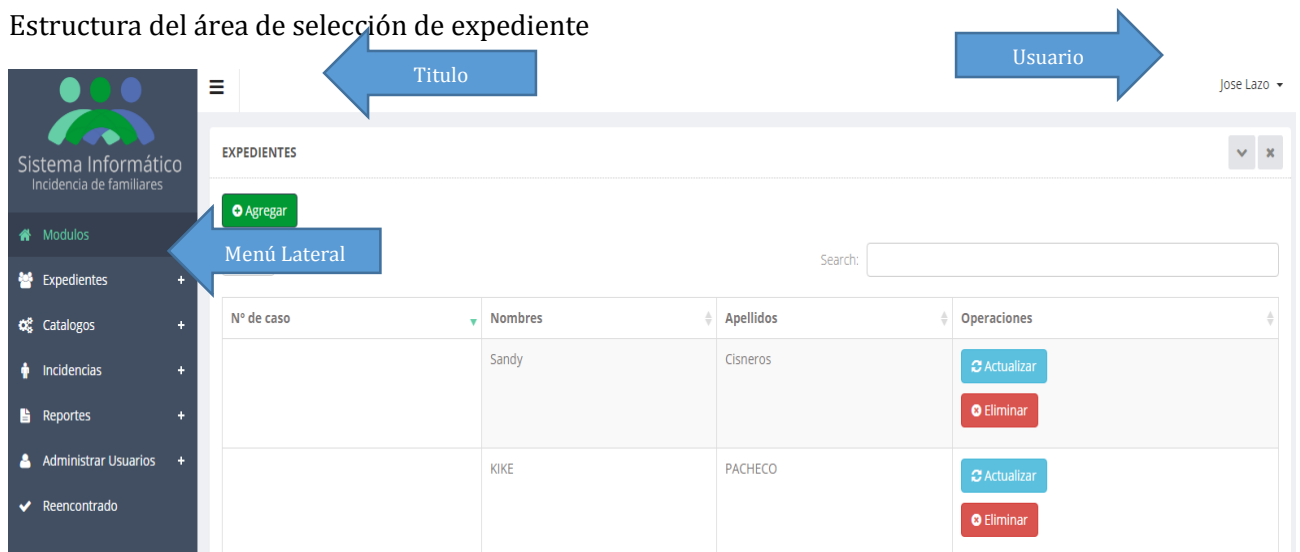 Estructura del área de selección de expediente
Titulo
Usuario
Jose Lazo
Sistema Informático
Incidencia de familiares
EXPEDIENTES
Agregar
Modulos
Menú Lateral
Search:
Expedientes +
Catalogos +
Incidencias +
Reportes +
Administrar Usuarios +
Reencontrado
Nº de caso Nombres Apellidos Operaciones
Sandy Cisneros Actualizar
Eliminar
KIKE PACHECO Actualizar
Eliminar